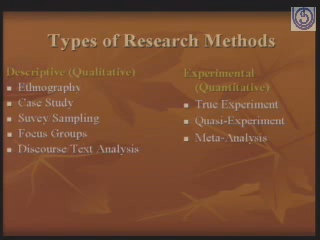 Types of Research Methods
Descriptive (Qualitative)
Ethnography
Case Study
Suvey Sampling
Focus Groups
Discourse Text Analysis
Experimental
(Quantitative)
True Experiment
Quasi-Experiment
Meta-Analysis